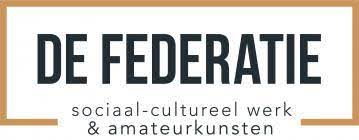 DE FEDERATIE
sociaal-cultureel werk
& amateurkunsten